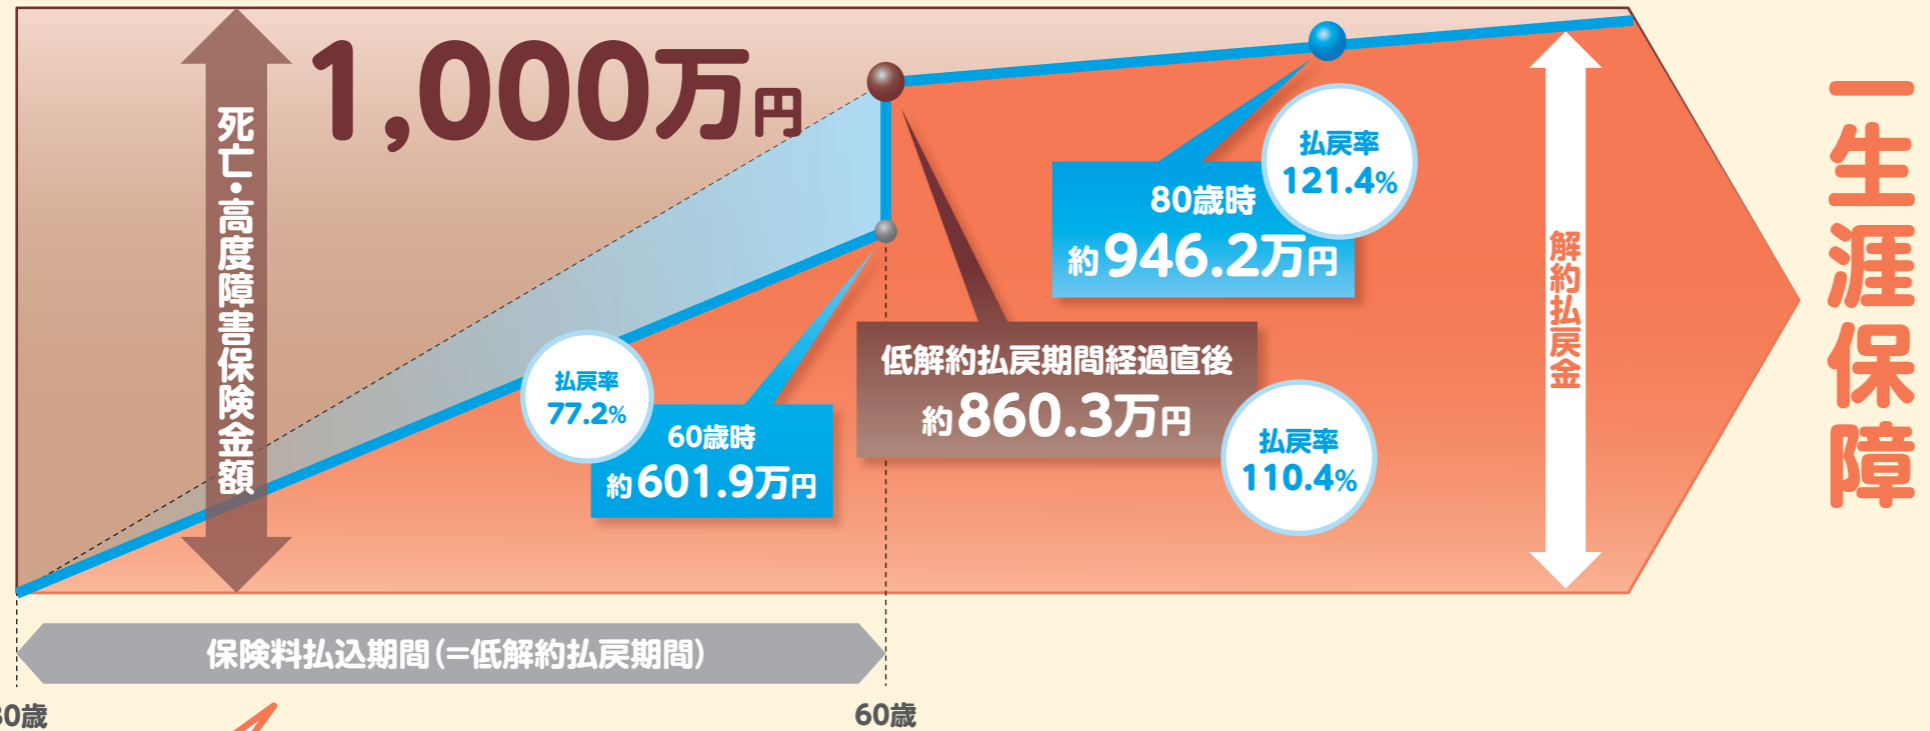 1,000万円
死亡・高度障害保険金額
払戻率
121.4%
80歳時
約946.2万円
低解約払戻期間経過直後
約860.3万円
払戻率
110.4%
払戻率
77.2%
60歳時
約601.9万円
解約払戻金
一生涯保障
保険料払込期間(=低解約払戻期間)
30歳
60歳